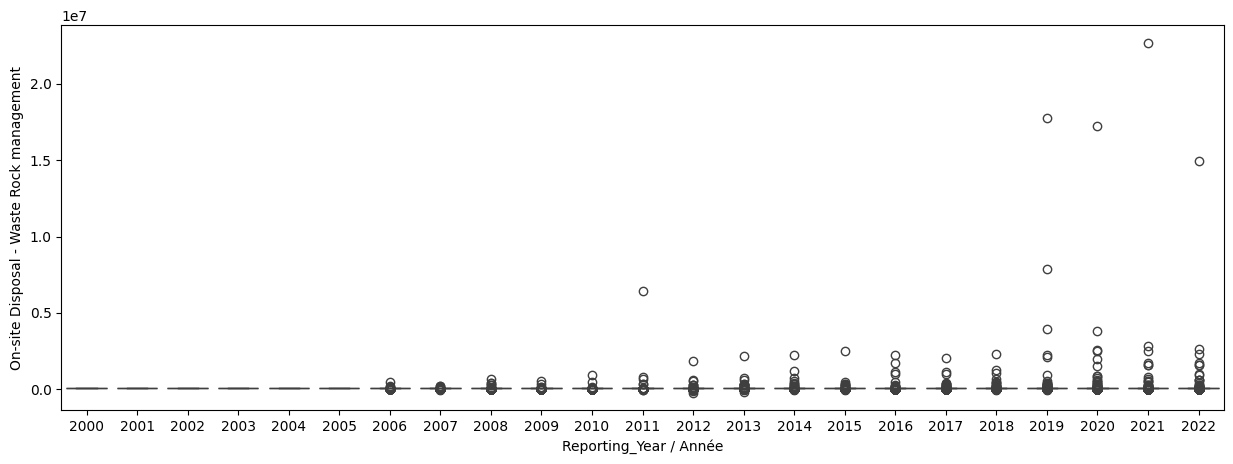 1e7
On-site Disposal - Waste Rock management
2.0
1.5
1.0
0.5
0.0
2000 2001 2002 2003 2004 2005 2006 2007 2008 2009 2010 2011 2012 2013 2014 2015 2016 2017 2018 2019 2020 2021 2022
Reporting_Year / Année